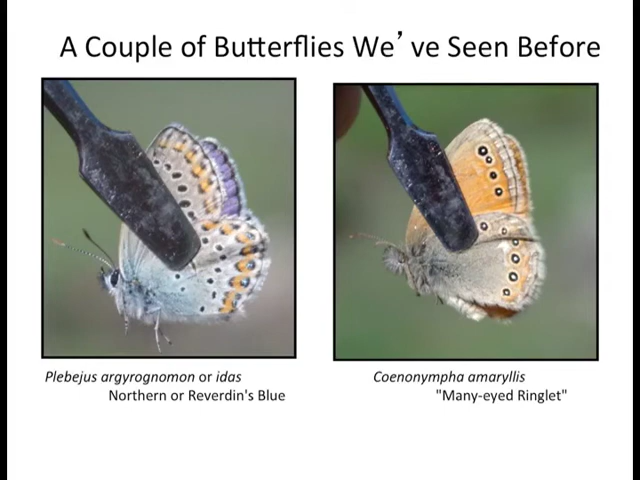 A Couple of Butterflies We’ve Seen Before
Plebejus argyrognomon or idas
Northern or Reverdin's Blue
Coenonympha amaryllis
"Many-eyed Ringlet"